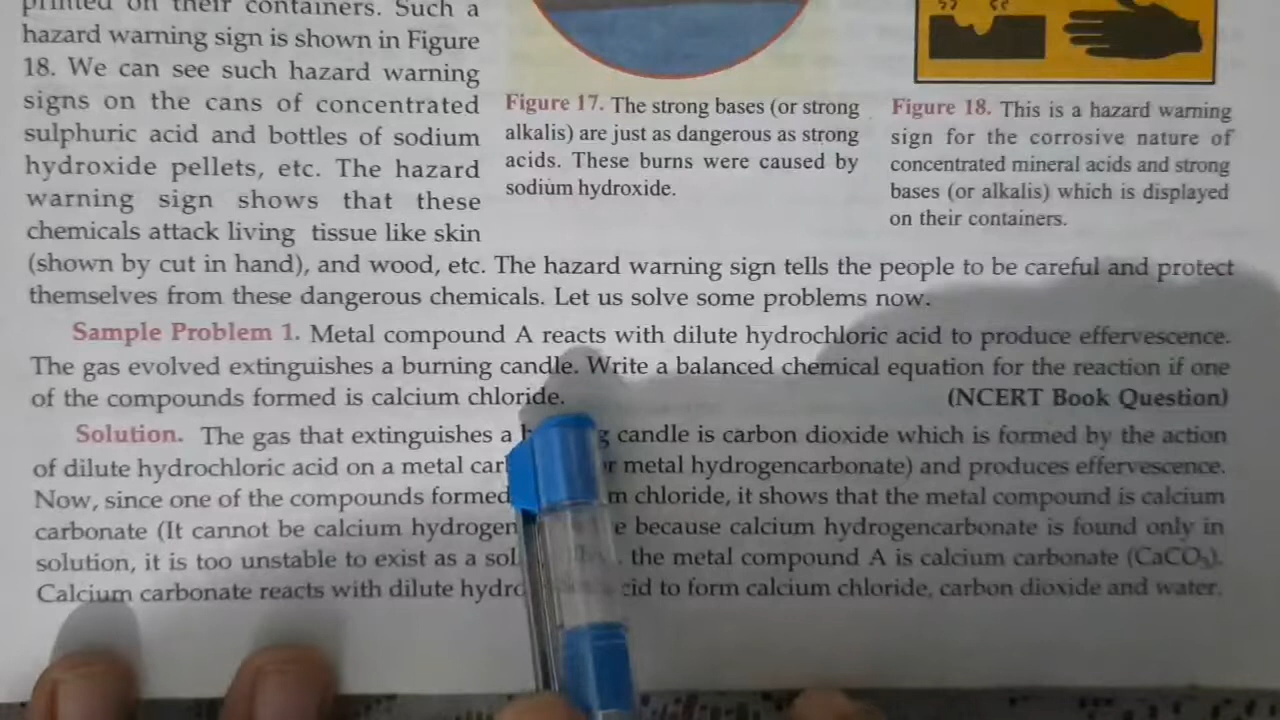 printed on their containers. Such a
hazard warning sign is shown in Figure
18. We can see such hazard warning
signs on the cans of concentrated
sulphuric acid and bottles of sodium
hydroxide pellets, etc. The hazard
warning sign shows that these
chemicals attack living tissue like skin
Figure 17. The strong bases (or strong
alkalis) are just as dangerous as strong
acids. These burns were caused by
sodium hydroxide.
Figure 18. This is a hazard warning
sign for the corrosive nature of
concentrated mineral acids and strong
bases (or alkalis) which is displayed
on their containers.
(shown by cut in hand), and wood, etc. The hazard warning sign tells the people to be careful and protect
themselves from these dangerous chemicals. Let us solve some problems now.
Sample Problem 1. Metal compound A reacts with dilute hydrochloric acid to produce effervescence.
The gas evolved extinguishes a burning candle. Write a balanced chemical equation for the reaction if one
of the compounds formed is calcium chloride. (NCERT Book Question)
Solution. The gas that extinguishes a candle is carbon dioxide which is formed by the action
of dilute hydrochloric acid on a metal metal hydrogencarbonate) and produces effervescence.
Now, since one of the compounds formed chloride, it shows that the metal compound is calcium
carbonate (It cannot be calcium because calcium hydrogencarbonate is found only in
solution, it is too unstable to exist as a the metal compound A is calcium carbonate (CaCO₃).
Calcium carbonate reacts with dilute to form calcium chloride, carbon dioxide and water.